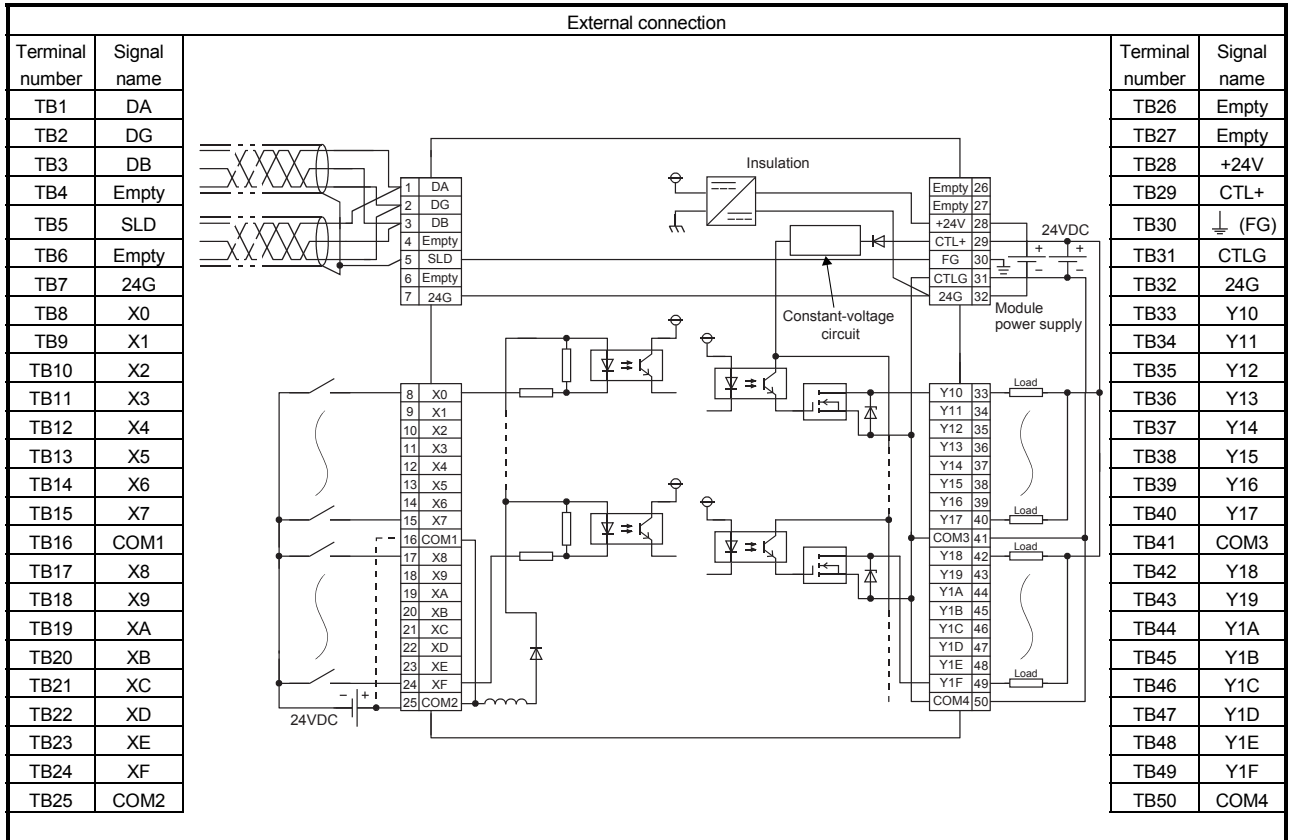 External connection
Terminal number Signal name
TB1 DA
TB2 DG
TB3 DB
TB4 Empty
TB5 SLD
TB6 Empty
TB7 24G
TB8 X0
TB9 X1
TB10 X2
TB11 X3
TB12 X4
TB13 X5
TB14 X6
TB15 X7
TB16 COM1
TB17 X8
TB18 X9
TB19 XA
TB20 XB
TB21 XC
TB22 XD
TB23 XE
TB24 XF
TB25 COM2
1 DA
2 DG
3 DB
4 Empty
5 SLD
6 Empty
7 24G
8 X0
9 X1
10 X2
11 X3
12 X4
13 X5
14 X6
15 X7
16 COM1
17 X8
18 X9
19 XA
20 XB
21 XC
22 XD
23 XE
24 XF
25 COM2
24VDC
− +
Insulation
Constant-voltage
circuit
Empty 26
Empty 27
+24V 28
CTL+ 29
FG 30
CTLG 31
24G 32
24VDC
+ +
− −
Module
power supply
Y10 33
Y11 34
Y12 35
Y13 36
Y14 37
Y15 38
Y16 39
Y17 40
COM3 41
Y18 42
Y19 43
Y1A 44
Y1B 45
Y1C 46
Y1D 47
Y1E 48
Y1F 49
COM4 50
Load
Load
Load
Load
Terminal number Signal name
TB26 Empty
TB27 Empty
TB28 +24V
TB29 CTL+
TB30 (FG)
TB31 CTLG
TB32 24G
TB33 Y10
TB34 Y11
TB35 Y12
TB36 Y13
TB37 Y14
TB38 Y15
TB39 Y16
TB40 Y17
TB41 COM3
TB42 Y18
TB43 Y19
TB44 Y1A
TB45 Y1B
TB46 Y1C
TB47 Y1D
TB48 Y1E
TB49 Y1F
TB50 COM4